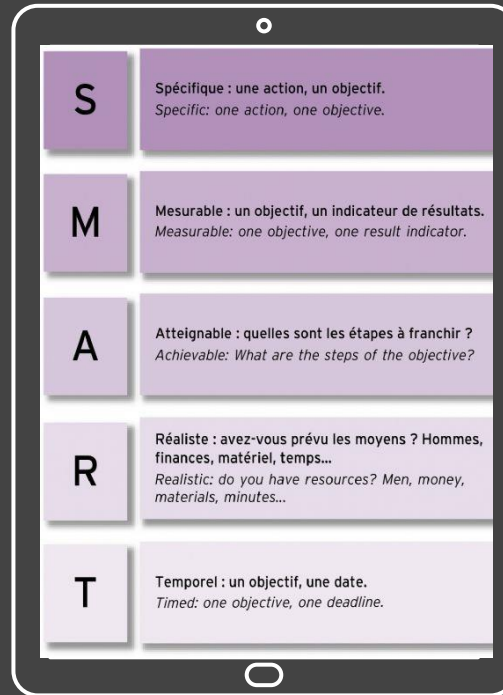 S
Spécifique : une action, un objectif.
Specific: one action, one objective.
M
Mesurable : un objectif, un indicateur de résultats.
Measurable: one objective, one result indicator.
A
Atteignable : quelles sont les étapes à franchir ?
Achievable: What are the steps of the objective?
R
Réaliste : avez-vous prévu les moyens ? Hommes,
finances, matériel, temps...
Realistic: do you have resources? Men, money,
materials, minutes...
T
Temporel : un objectif, une date.
Timed: one objective, one deadline.